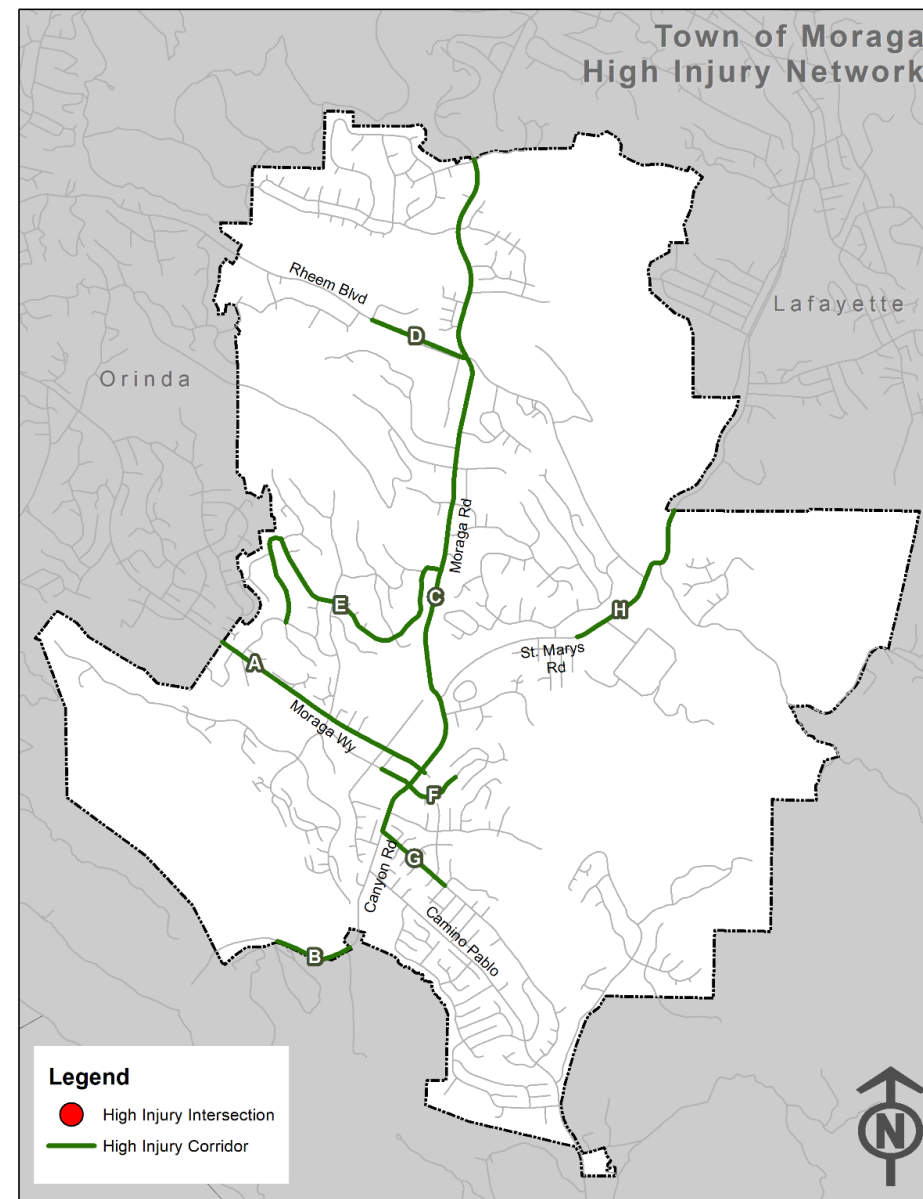 Town of Moraga
High Injury Network
Rheem Blvd
D
Lafayette
Orinda
Moraga Rd
E
C
H
St. Marys
Rd
A
Moraga Wy
F
Canyon Rd
G
Camino Pablo
B
Legend
High Injury Intersection
High Injury Corridor
N